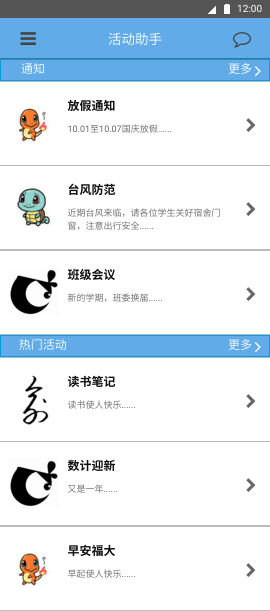 12:00
活动助手
通知 更多
放假通知
10.01至10.07国庆放假......
台风防范
近期台风来临，请各位学生关好宿舍门
窗，注意出行安全......
班级会议
新的学期，班委换届......
热门活动 更多
读书笔记
读书使人快乐......
数计迎新
又是一年......
早安福大
早起使人快乐......